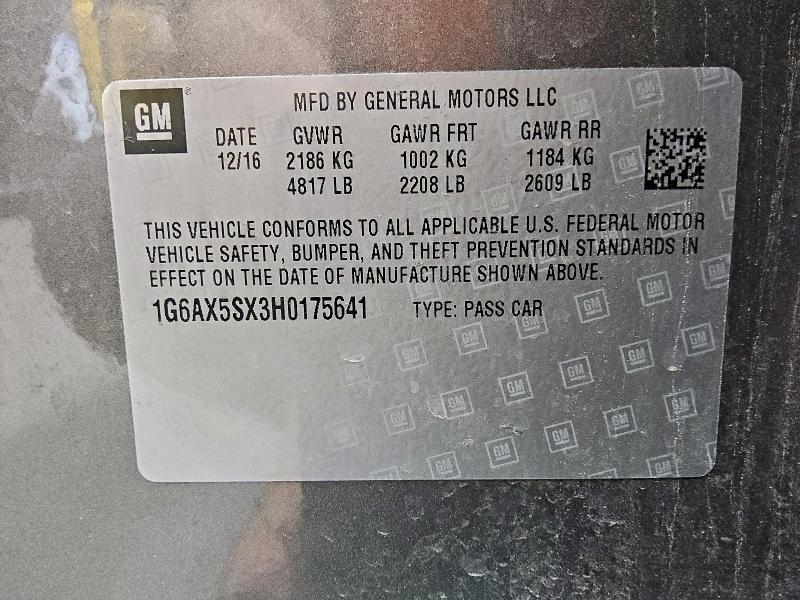 GM
®
MFD BY GENERAL MOTORS LLC
DATE GVWR GAWR FRT GAWR RR
12/16 2186 KG 1002 KG 1184 KG
4817 LB 2208 LB 2609 LB
THIS VEHICLE CONFORMS TO ALL APPLICABLE U.S. FEDERAL MOTOR
VEHICLE SAFETY, BUMPER, AND THEFT PREVENTION STANDARDS IN
EFFECT ON THE DATE OF MANUFACTURE SHOWN ABOVE.
1G6AX5SX3H0175641 TYPE: PASS CAR